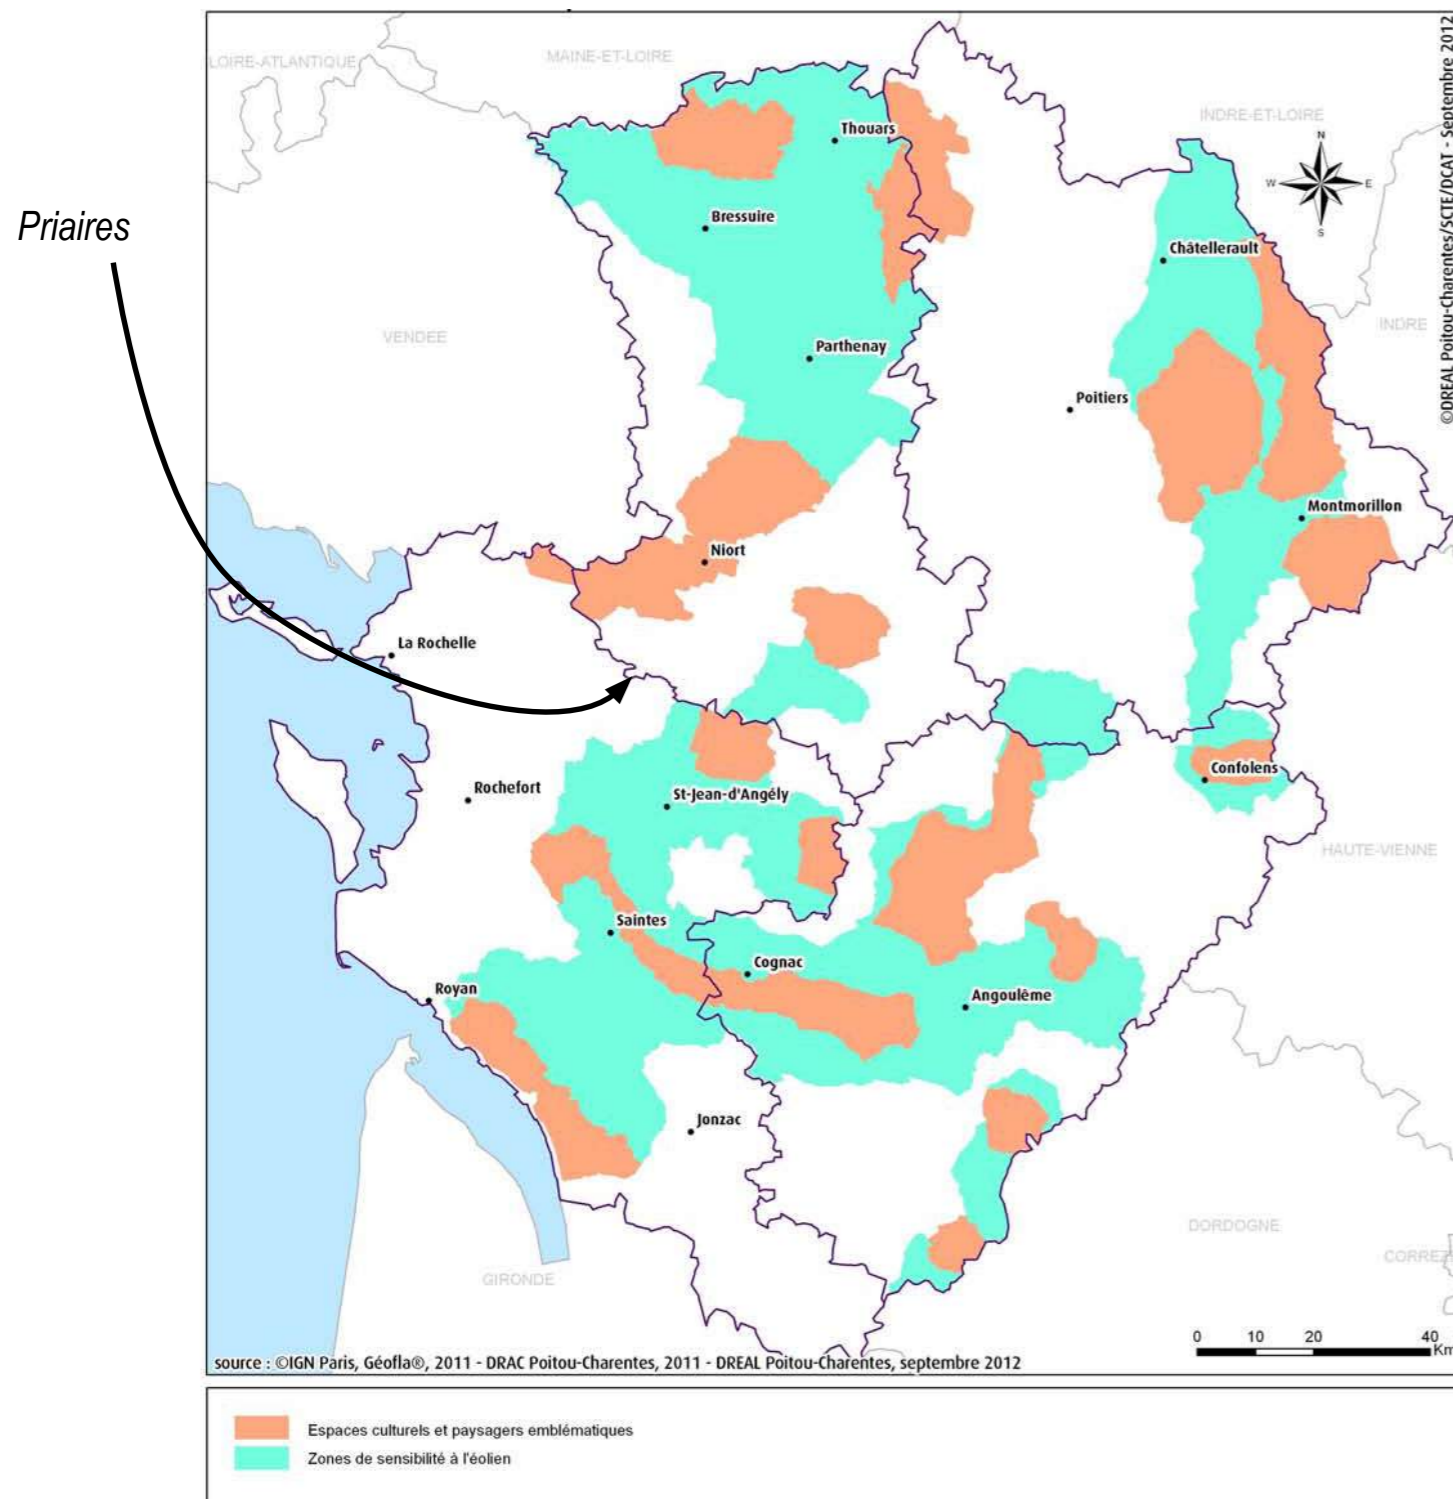 LOIRE-ATLANTIQUE
MAINE-ET-LOIRE
INDRE-ET-LOIRE
©DREAL Poitou-Charentes/SCTE/DCAT - Septembre 2012
Thouars
N
W
E
S
Priaires
Bressuire
Châtellerault
VENDEE
INDRE
Parthenay
Poitiers
Montmorillon
Niort
La Rochelle
Confolens
Rochefort
St-Jean-d'Angély
HAUTE-VIENNE
Saintes
Cognac
Royan
Angoulême
Jonzac
DORDOGNE
CORREZE
GIRONDE
0 10 20 40
Km
source : ©IGN Paris, Géofla®, 2011 - DRAC Poitou-Charentes, 2011 - DREAL Poitou-Charentes, septembre 2012
Espaces culturels et paysagers emblématiques
Zones de sensibilité à l'éolien